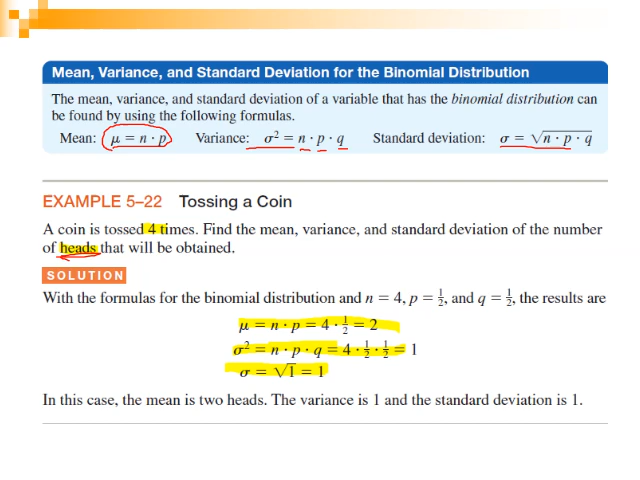 Mean, Variance, and Standard Deviation for the Binomial Distribution
The mean, variance, and standard deviation of a variable that has the binomial distribution can
be found by using the following formulas.
Mean: μ = n · p Variance: σ² = n · p · q Standard deviation: σ = √n · p · q
EXAMPLE 5–22 Tossing a Coin
A coin is tossed 4 times. Find the mean, variance, and standard deviation of the number
of heads that will be obtained.
SOLUTION
With the formulas for the binomial distribution and n = 4, p = 1/2, and q = 1/2, the results are
μ = n · p = 4 · 1/2 = 2
σ² = n · p · q = 4 · 1/2 · 1/2 = 1
σ = √1 = 1
In this case, the mean is two heads. The variance is 1 and the standard deviation is 1.